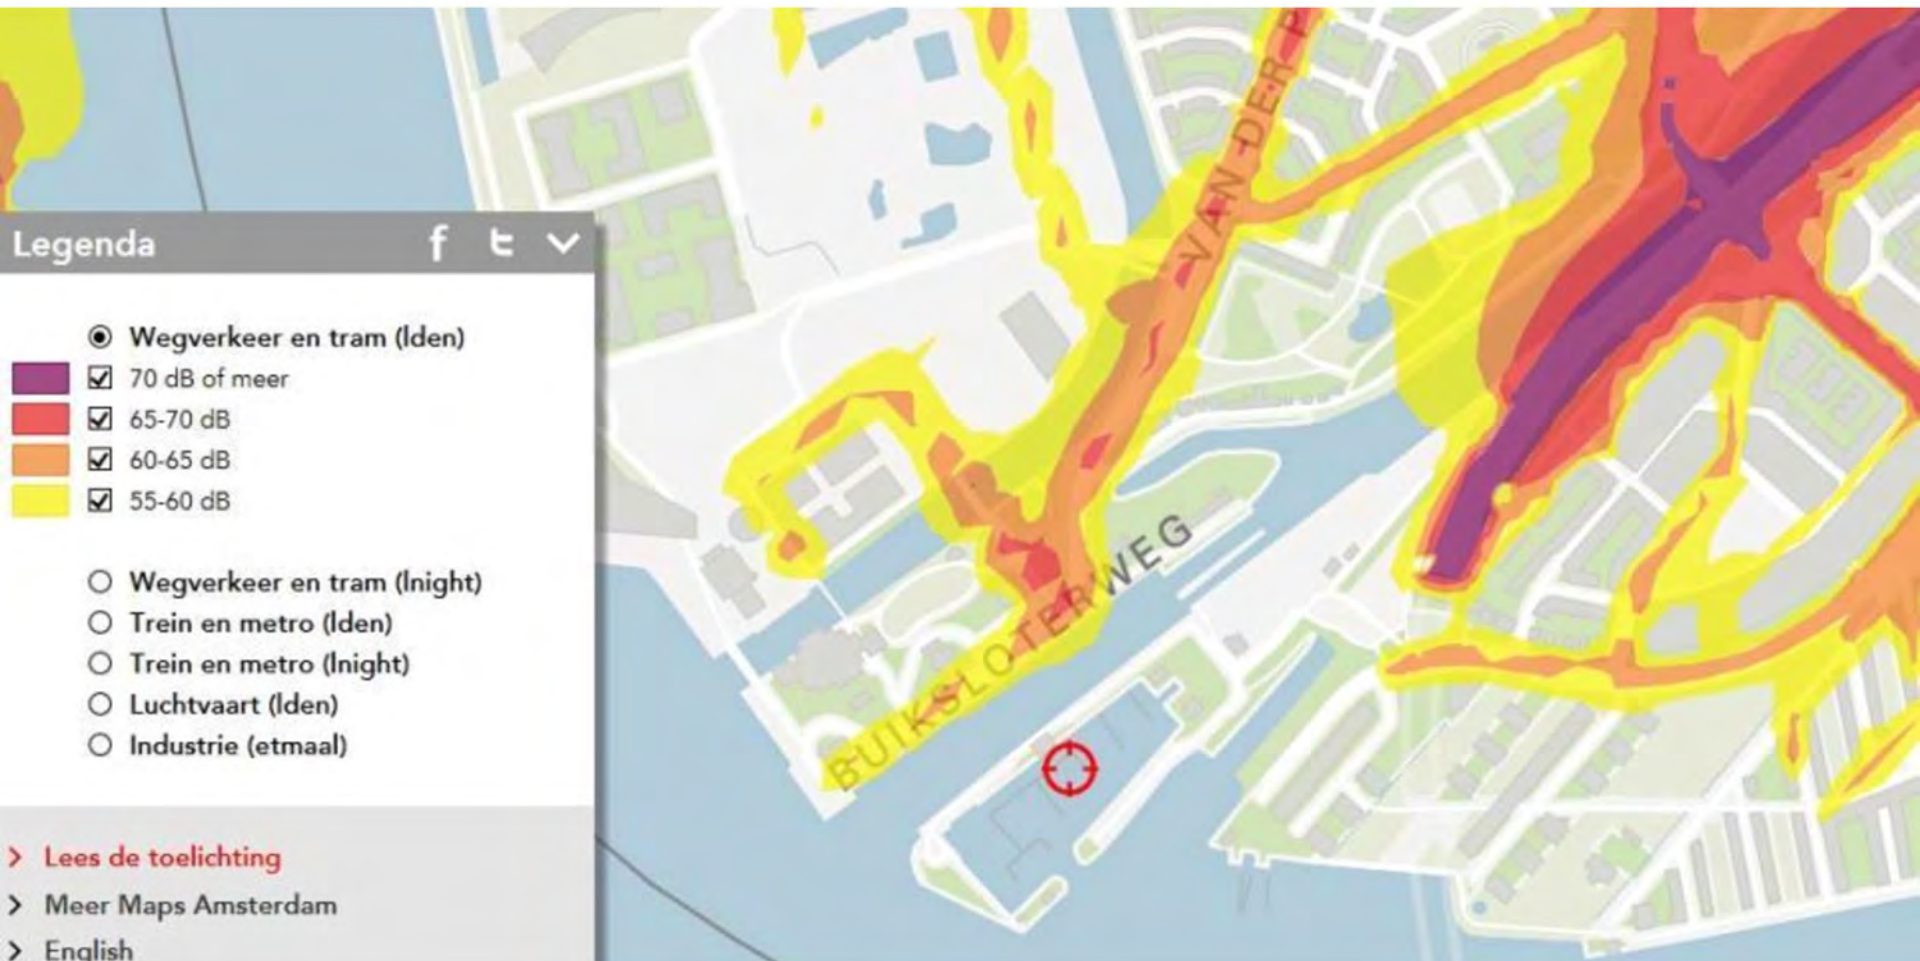 VAN DER P
Legenda
Wegverkeer en tram (lden)
70 dB of meer
65-70 dB
60-65 dB
55-60 dB
Wegverkeer en tram (lnight)
Trein en metro (lden)
Trein en metro (lnight)
Luchtvaart (lden)
Industrie (etmaal)
Lees de toelichting
Meer Maps Amsterdam
English
BUIKSLOTERWEG